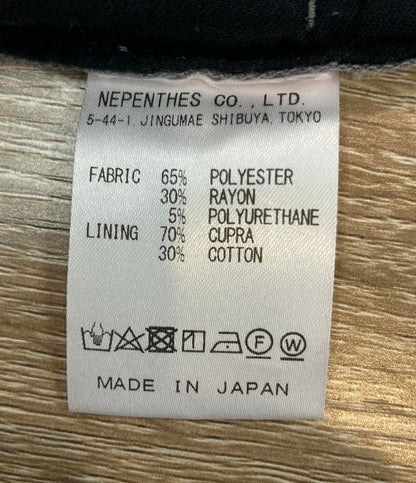 NEPENTHES CO., LTD.
5-44-1 JINGUMAE SHIBUYA, TOKYO
FABRIC 65% POLYESTER
30% RAYON
5% POLYURETHANE
LINING 70% CUPRA
30% COTTON
F W
MADE IN JAPAN